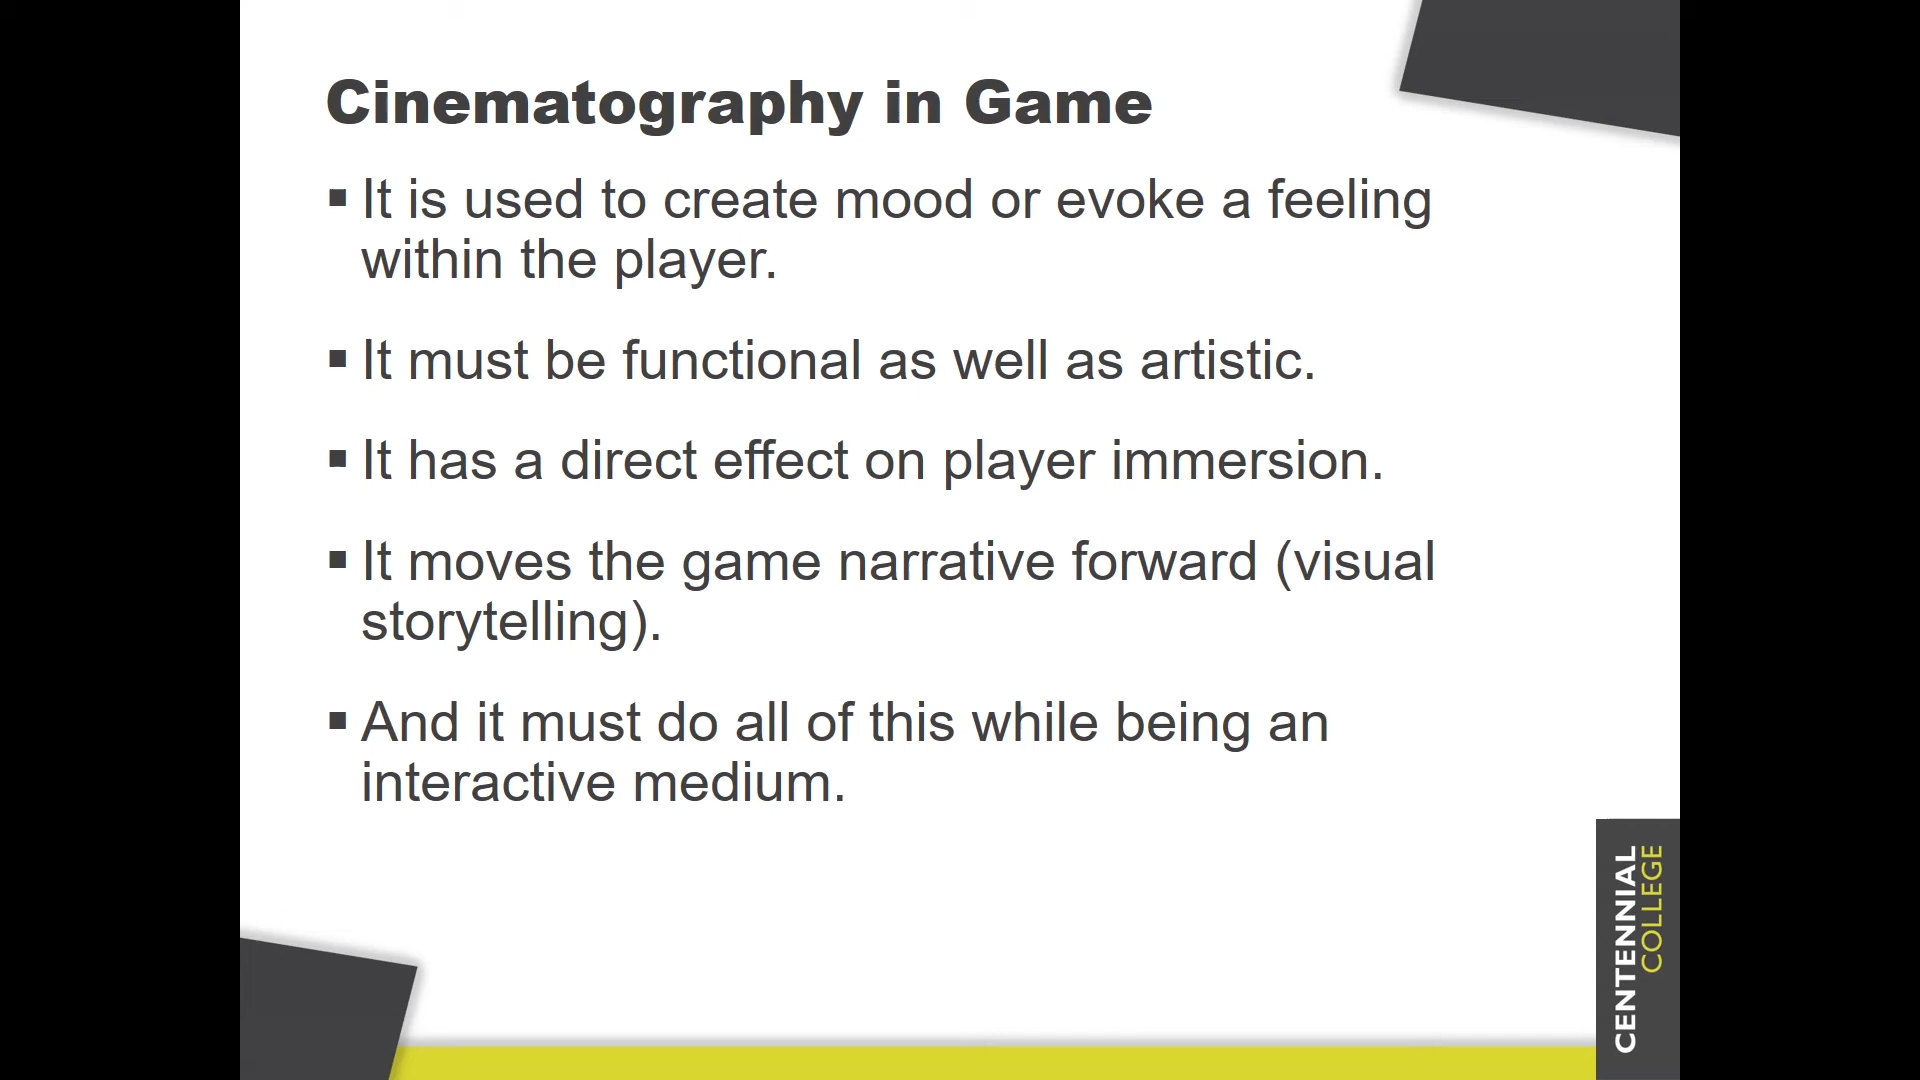 Cinematography in Game
▪ It is used to create mood or evoke a feeling
within the player.
▪ It must be functional as well as artistic.
▪ It has a direct effect on player immersion.
▪ It moves the game narrative forward (visual
storytelling).
▪ And it must do all of this while being an
interactive medium.
CENTENNIAL
COLLEGE